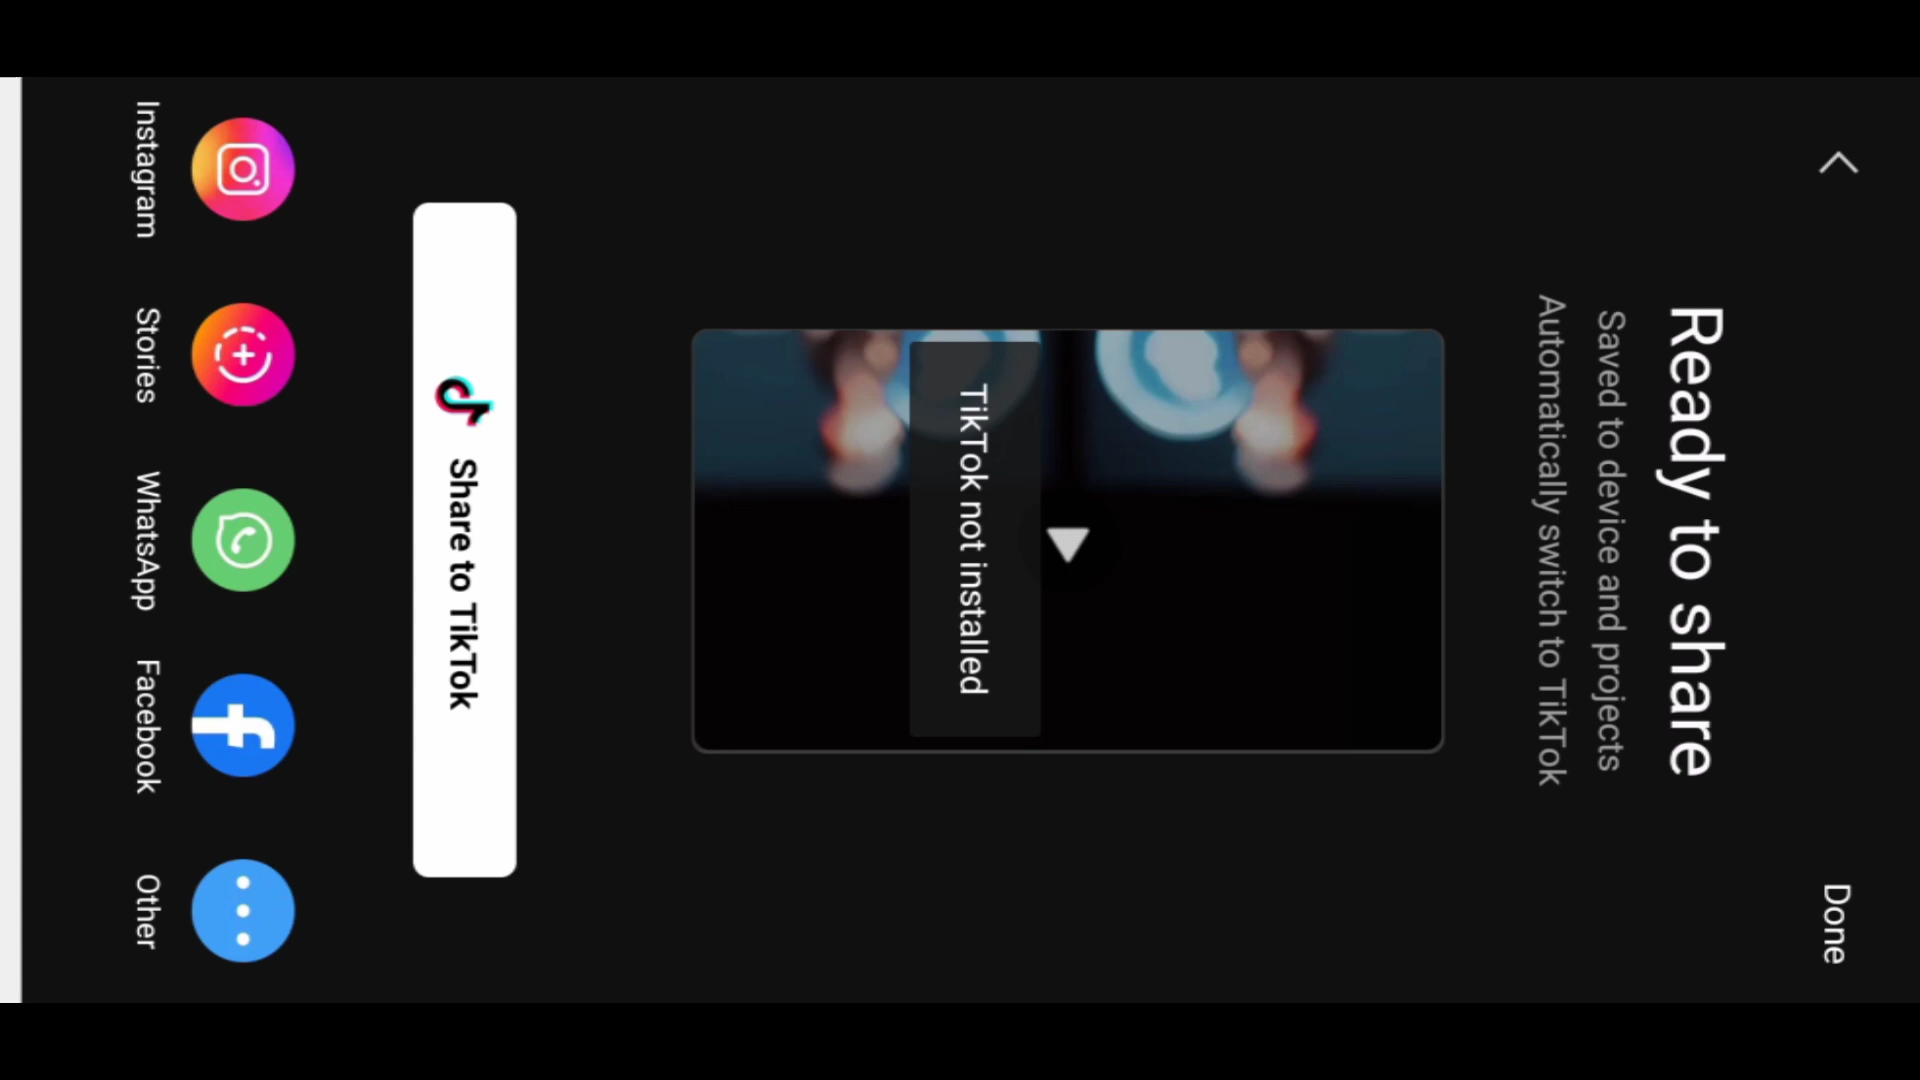 Done
Ready to share
Saved to device and projects
Automatically switch to TikTok
TikTok not installed
Share to TikTok
Instagram
Stories
WhatsApp
Facebook
Other